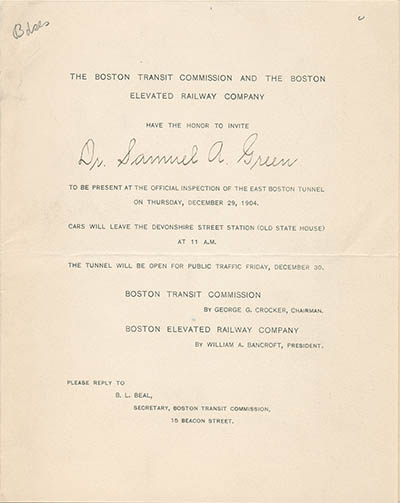 THE BOSTON TRANSIT COMMISSION AND THE BOSTON
ELEVATED RAILWAY COMPANY
HAVE THE HONOR TO INVITE
Dr. Samuel A. Green
TO BE PRESENT AT THE OFFICIAL INSPECTION OF THE EAST BOSTON TUNNEL
ON THURSDAY, DECEMBER 29, 1904.
CARS WILL LEAVE THE DEVONSHIRE STREET STATION (OLD STATE HOUSE)
AT 11 A.M.
THE TUNNEL WILL BE OPEN FOR PUBLIC TRAFFIC FRIDAY, DECEMBER 30.
BOSTON TRANSIT COMMISSION
BY GEORGE G. CROCKER, CHAIRMAN.
BOSTON ELEVATED RAILWAY COMPANY
BY WILLIAM A. BANCROFT, PRESIDENT.
PLEASE REPLY TO
B. L. BEAL,
SECRETARY, BOSTON TRANSIT COMMISSION,
15 BEACON STREET.